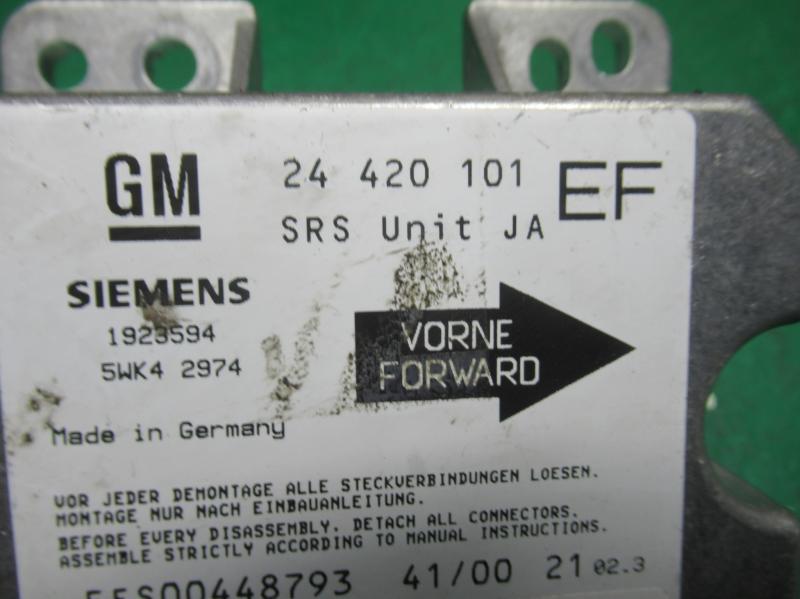 GM 24 420 101 EF
SRS Unit JA
SIEMENS
1923594
5WK4 2974
VORNE
FORWARD
Made in Germany
VOR JEDER DEMONTAGE ALLE STECKVERBINDUNGEN LOESEN.
MONTAGE NUR NACH EINBAUANLEITUNG.
BEFORE EVERY DISASSEMBLY. DETACH ALL CONNECTORS.
ASSEMBLE STRICTLY ACCORDING TO MANUAL INSTRUCTIONS.
41/00 21 02.3